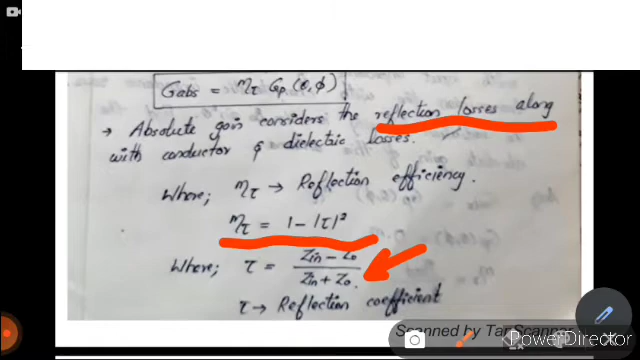 Gabs = ητ Gp (θ, φ)
→ Absolute gain considers the reflection losses along
with conductor & dielectric losses.
Where; ητ → Reflection efficiency.
ητ = 1 - |τ|²
Where; τ = Zin - Zo / Zin + Zo.
τ → Reflection coefficient
Scanned by TapScanner
PowerDirector